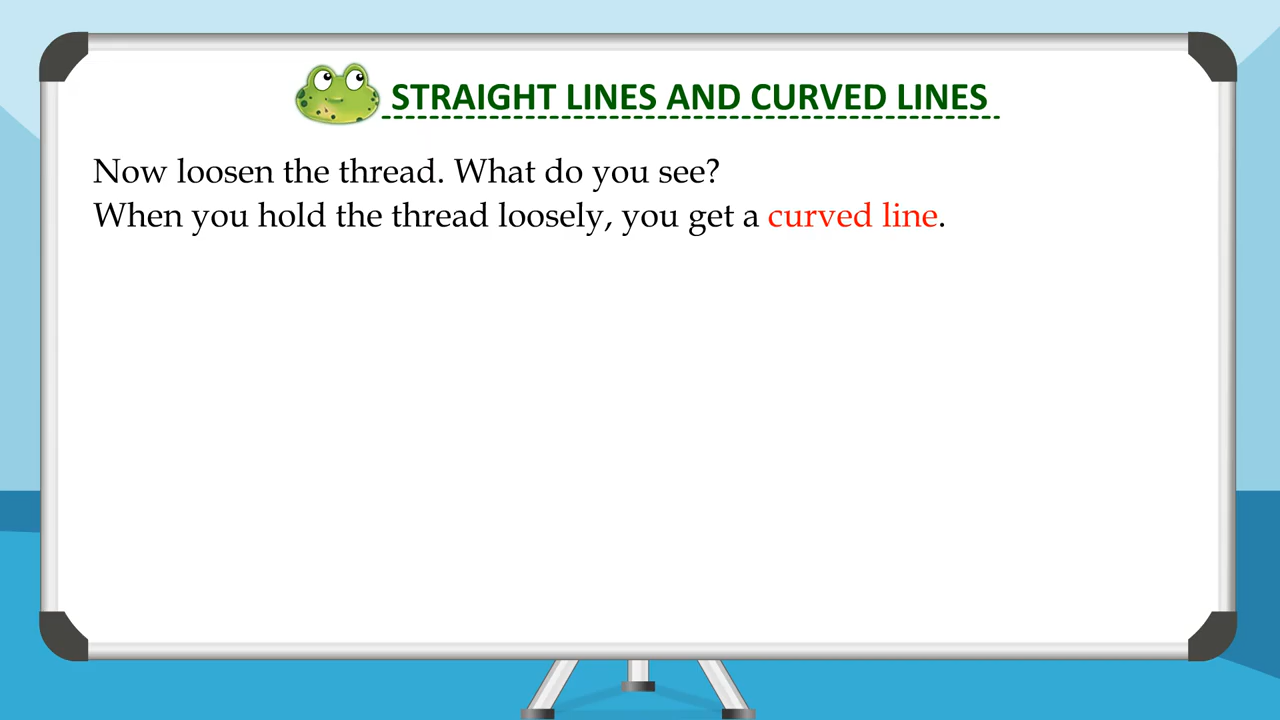 STRAIGHT LINES AND CURVED LINES
Now loosen the thread. What do you see?
When you hold the thread loosely, you get a curved line.